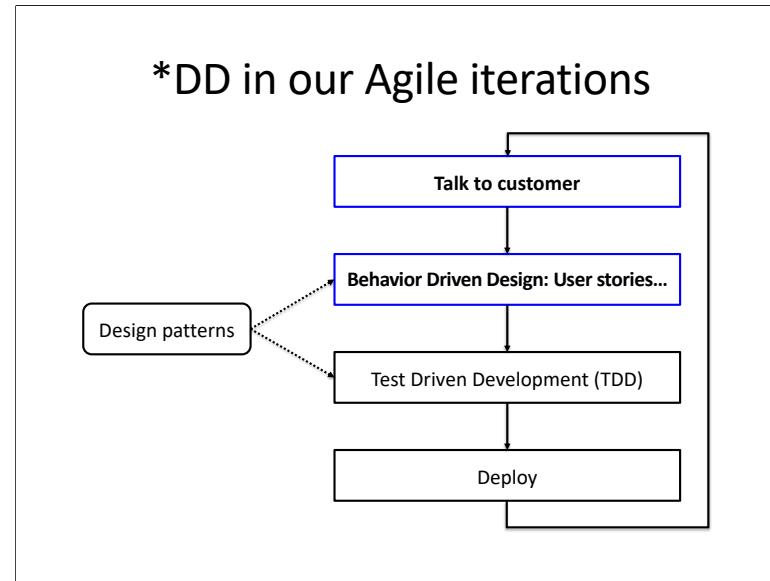 *DD in our Agile iterations
Talk to customer
Behavior Driven Design: User stories...
Design patterns
Test Driven Development (TDD)
Deploy